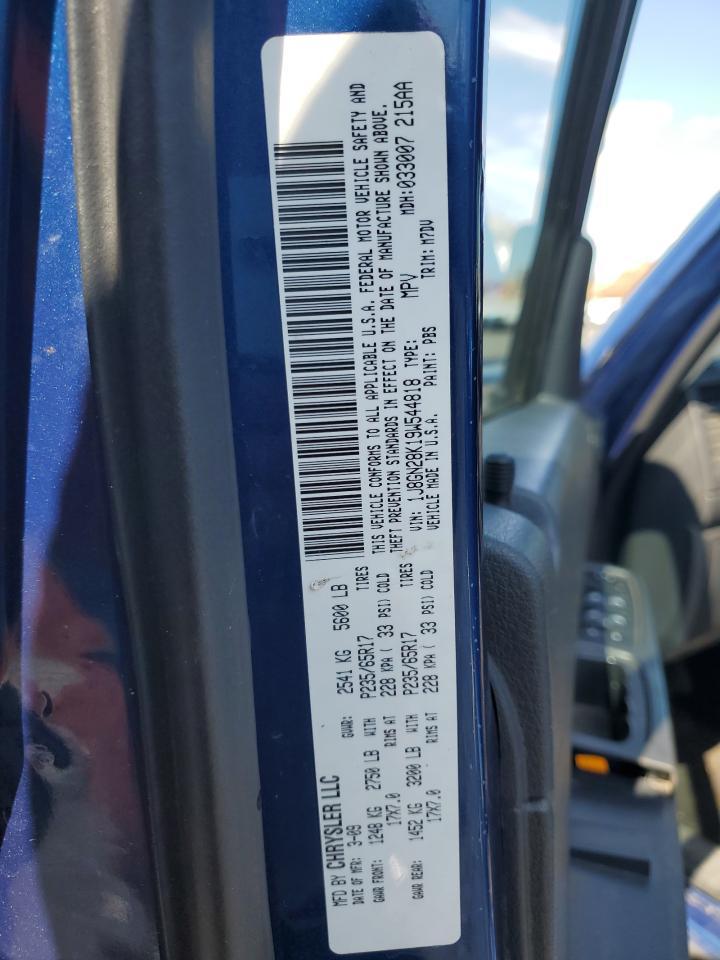 MFD BY CHRYSLER LLC
DATE OF MFR: 3-09 GVWR: 2541 KG 5600 LB
GAWR FRONT: 1248 KG 2750 LB WITH P235/65R17 TIRES
17X7.0 RIMS AT 228 KPA ( 33 PSI) COLD
GAWR REAR: 1452 KG 3200 LB WITH P235/65R17 TIRES
17X7.0 RIMS AT 228 KPA ( 33 PSI) COLD
THIS VEHICLE CONFORMS TO ALL APPLICABLE U.S.A. FEDERAL MOTOR VEHICLE SAFETY AND
THEFT PREVENTION STANDARDS IN EFFECT ON THE DATE OF MANUFACTURE SHOWN ABOVE.
VIN: 1J8GN28K19W544818 TYPE: MPV MDH:033007 215AA
VEHICLE MADE IN U.S.A. PAINT: PBS TRIM: M7DV